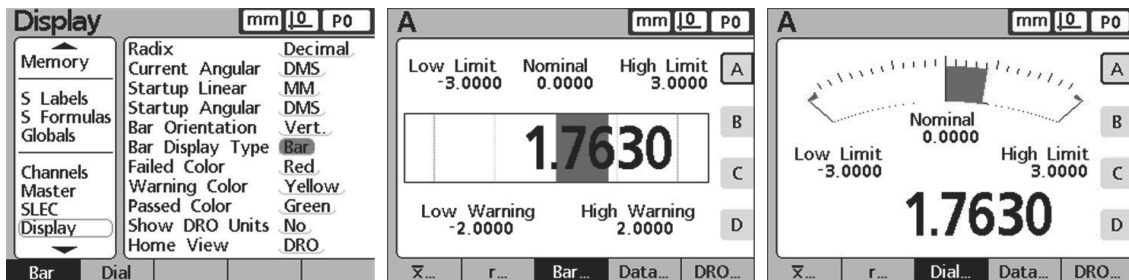 Display
mm 0 P0
Memory
S Labels
S Formulas
Globals
Channels
Master
SLEC
Display
Radix Decimal
Current Angular DMS
Startup Linear MM
Startup Angular DMS
Bar Orientation Vert.
Bar Display Type Bar
Failed Color Red
Warning Color Yellow
Passed Color Green
Show DRO Units No
Home View DRO
Bar Dial
A
mm 0 P0
Low Limit Nominal High Limit
-3.0000 0.0000 3.0000
1.7630
Low Warning High Warning
-2.0000 2.0000
A
B
C
D
X̅... r... Bar... Data... DRO...
A
mm 0 P0
Nominal
0.0000
Low Limit High Limit
-3.0000 3.0000
1.7630
A
B
C
D
X̅... r... Dial... Data... DRO...